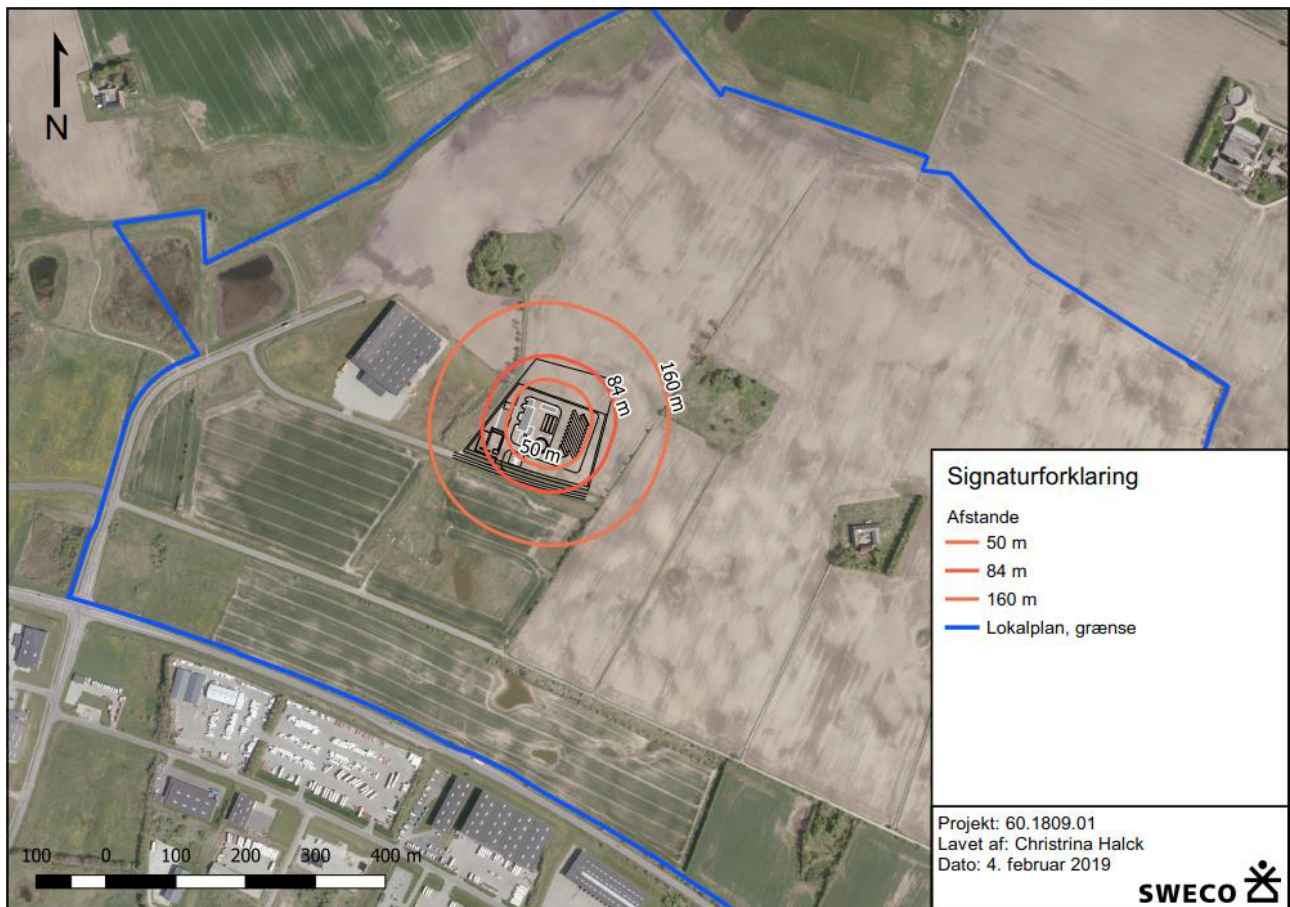 N
160 m
84 m
50 m
Signaturforklaring
Afstande
50 m
84 m
160 m
Lokalplan, grænse
100 0 100 200 300 400 m
Projekt: 60.1809.01
Lavet af: Christrina Halck
Dato: 4. februar 2019
SWECO